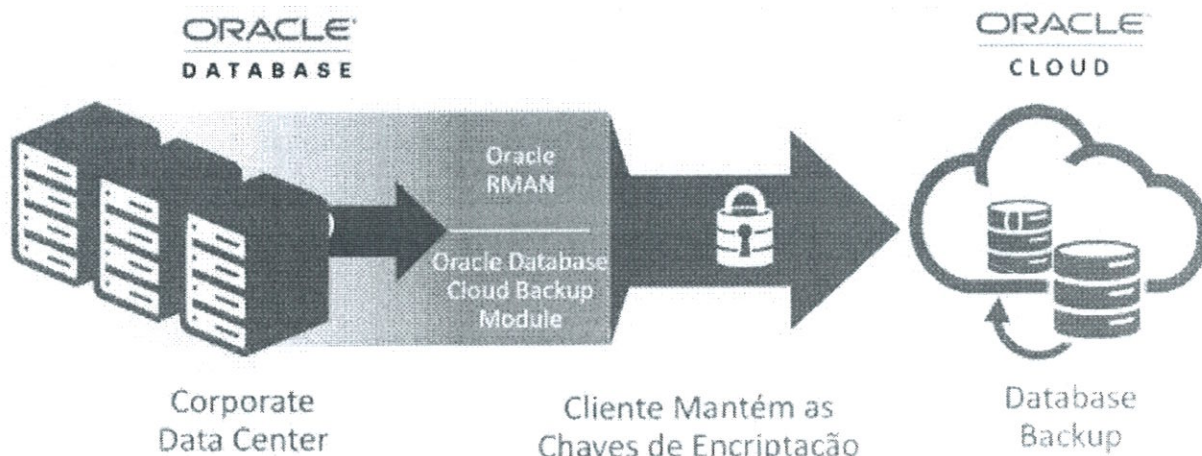 ORACLE®
DATABASE
ORACLE®
CLOUD
Oracle
RMAN
Oracle Database
Cloud Backup
Module
Corporate
Data Center
Cliente Mantém as
Chaves de Encriptação
Database
Backup